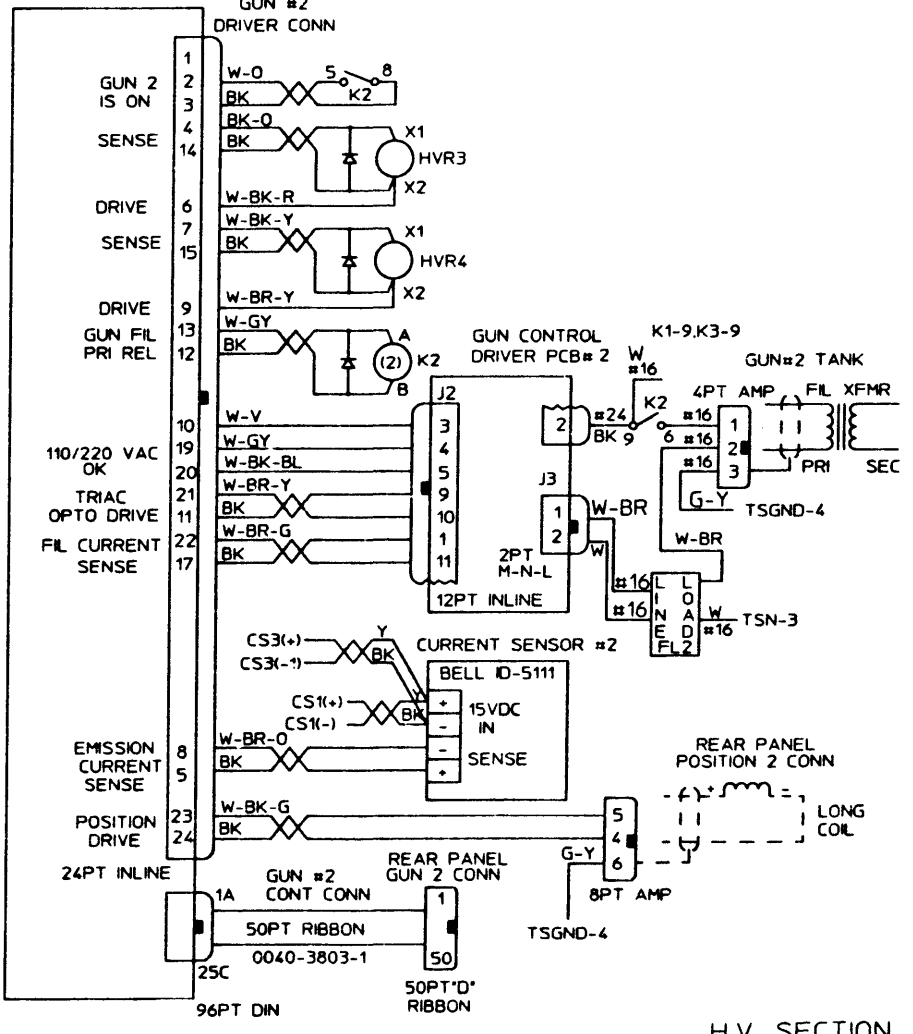 GUN #2
DRIVER CONN
1
GUN 2
IS ON
2
3
W-O
BK
5
8
K2
SENSE
4
14
BK-O
BK
X1
HVR3
X2
DRIVE
6
W-BK-R
SENSE
7
15
W-BK-Y
BK
X1
HVR4
X2
DRIVE
9
W-BR-Y
GUN FIL
PRI REL
13
12
W-GY
BK
A
(2)
K2
B
GUN CONTROL
DRIVER PCB# 2
K1-9,K3-9
W
#16
GUN#2 TANK
4PT AMP
FIL XFMR
J2
10
W-V
3
2
#24
BK
9
K2
6
#16
1
#16
2
#16
3
PRI
SEC
110/220 VAC
OK
19
W-GY
4
20
W-BK-BL
5
G-Y
TSGND-4
TRIAC
OPTO DRIVE
21
W-BR-Y
9
11
BK
10
J3
1
2
W-BR
W
W-BR
FIL CURRENT
SENSE
22
W-BR-G
1
17
BK
11
2PT
M-N-L
12PT INLINE
#16
#16
LINE
LOAD
FL2
W
#16
TSN-3
CS3(+)
Y
CS3(-1)
BK
CURRENT SENSOR #2
BELL ID-5111
CS1(+)
Y
CS1(-)
BK
+
-
15VDC
IN
-
+
SENSE
EMISSION
CURRENT
SENSE
8
5
W-BR-O
BK
REAR PANEL
POSITION 2 CONN
+
-
LONG
COIL
POSITION
DRIVE
23
24
W-BK-G
BK
5
4
6
G-Y
8PT AMP
TSGND-4
24PT INLINE
GUN #2
CONT CONN
REAR PANEL
GUN 2 CONN
1A
1
50PT RIBBON
0040-3803-1
50
25C
50PT"D"
RIBBON
96PT DIN
H.V. SECTION